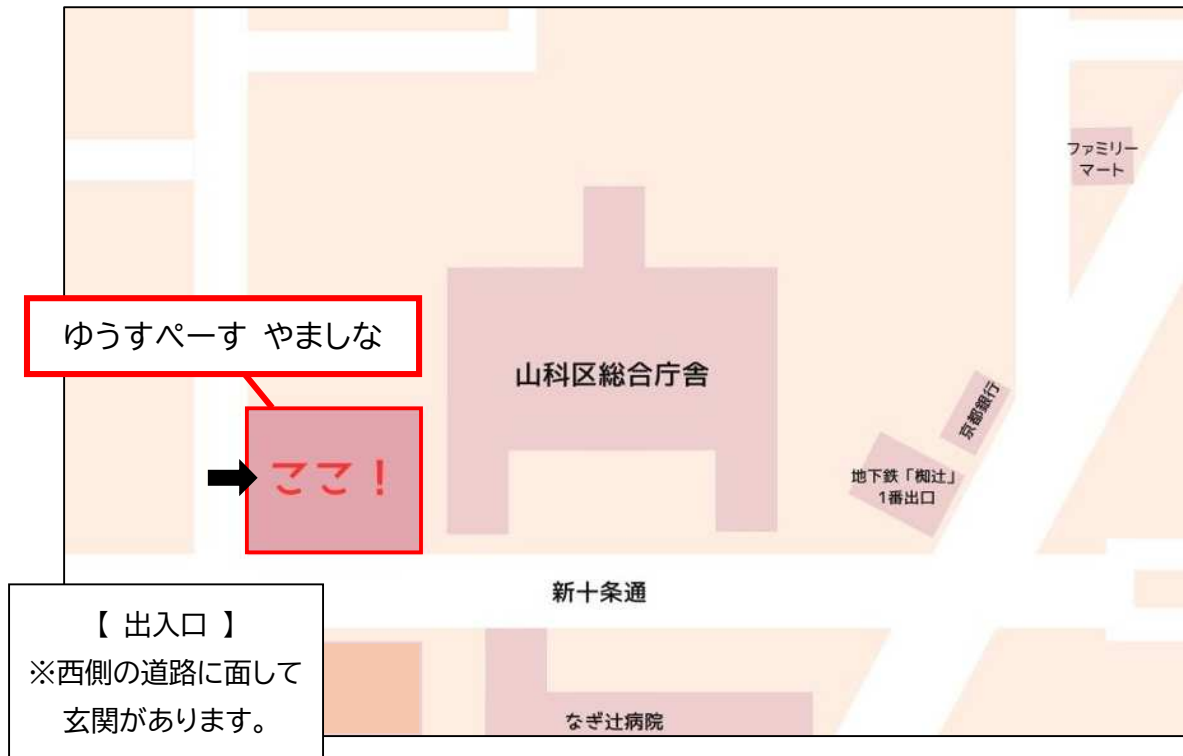 ファミリー
マート
ゆうすぺーす やましな
山科区総合庁舎
京都銀行
ここ！
地下鉄「椥辻」
1番出口
新十条通
【 出入口 】
※西側の道路に面して
玄関があります。
なぎ辻病院